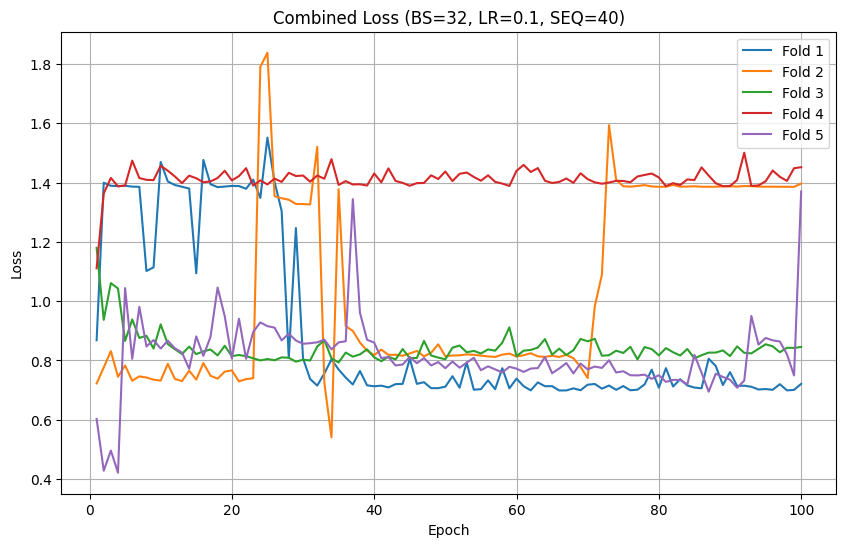 Combined Loss (BS=32, LR=0.1, SEQ=40)
Fold 1
Fold 2
Fold 3
Fold 4
Fold 5
Loss
1.8
1.6
1.4
1.2
1.0
0.8
0.6
0.4
0
20
40
60
80
100
Epoch